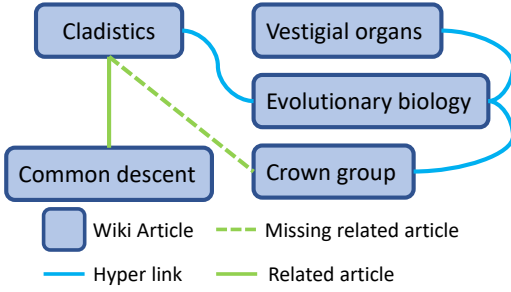 Cladistics
Vestigial organs
Evolutionary biology
Common descent
Crown group
Wiki Article
Missing related article
Hyper link
Related article